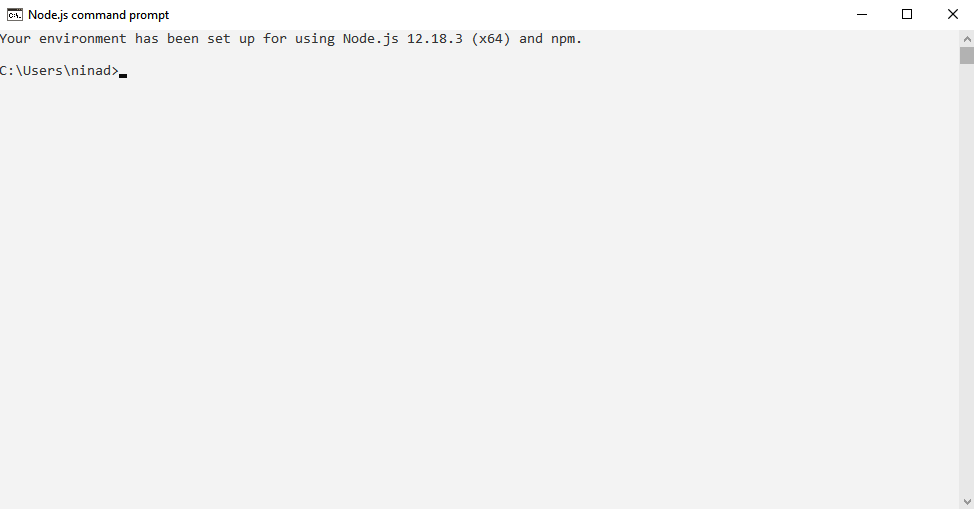 Node.js command prompt
Your environment has been set up for using Node.js 12.18.3 (x64) and npm.
C:\Users\ninad>